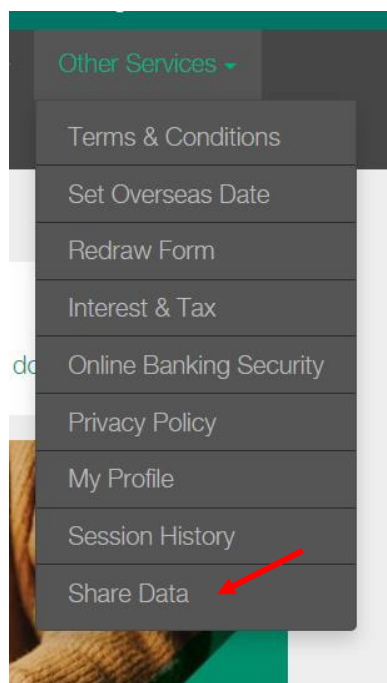 Other Services
Terms & Conditions
Set Overseas Date
Redraw Form
Interest & Tax
do
Online Banking Security
Privacy Policy
My Profile
Session History
Share Data